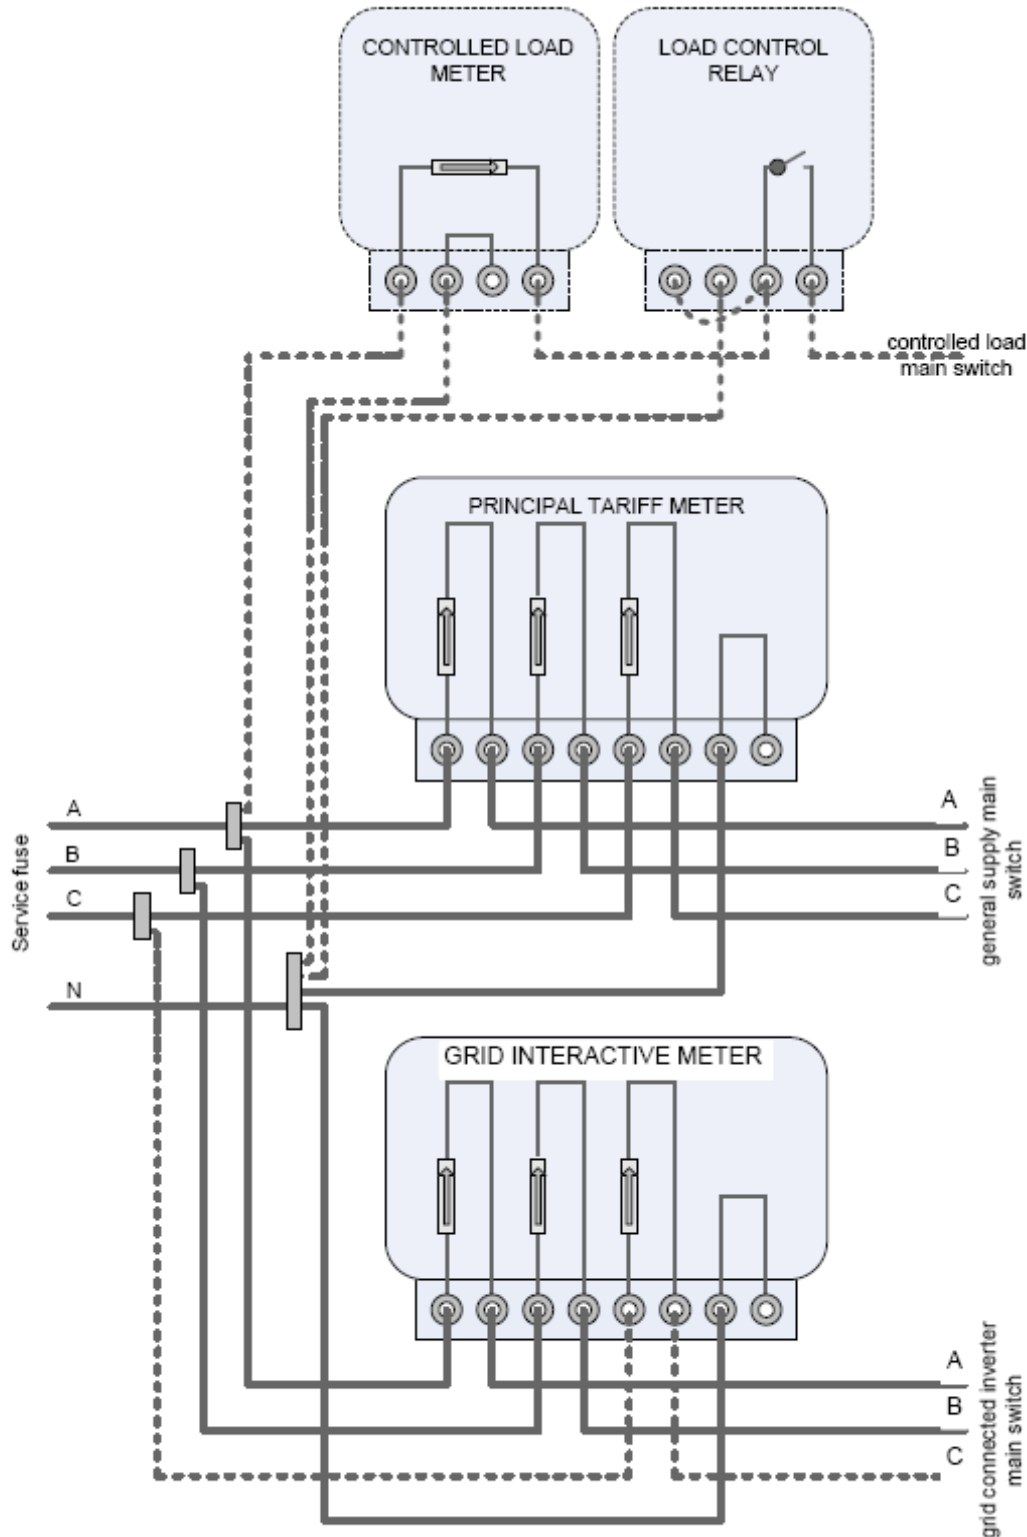 CONTROLLED LOAD
METER
LOAD CONTROL
RELAY
controlled load
main switch
PRINCIPAL TARIFF METER
Service fuse
A
B
C
N
A
B
C
general supply main
switch
GRID INTERACTIVE METER
A
B
C
grid connected inverter
main switch